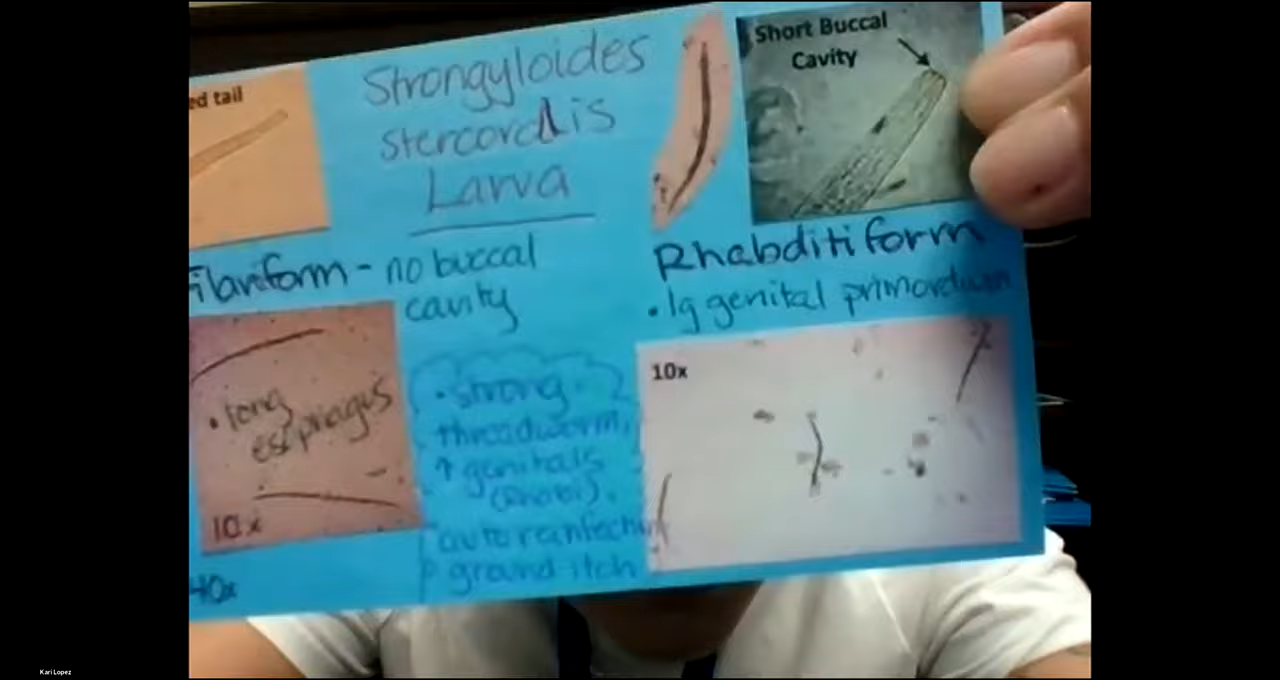 ed tail
Strongyloides
stercoralis
Larva
Short Buccal
Cavity
filariform - no buccal
cavity
Rhabditiform
• lg genital primordium
• long
esophagus
10x
40x
• strong
threadworm,
↑ genitals
(Rhabi).
autoreinfection
ground itch
10x
Kari Lopez